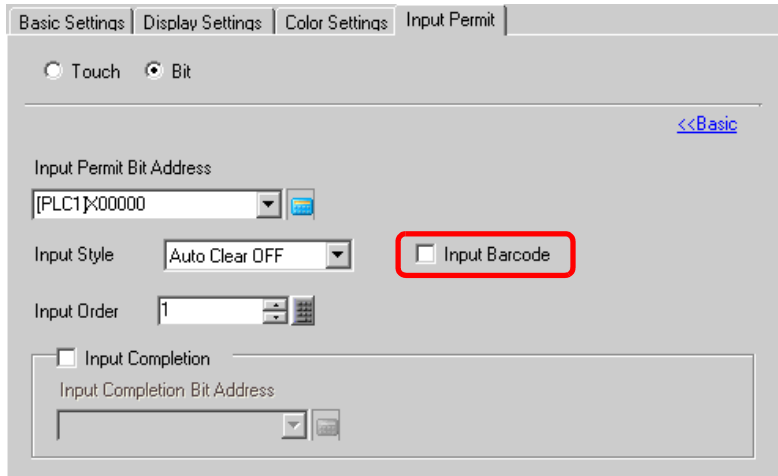 Basic Settings Display Settings Color Settings Input Permit
Touch Bit
<<Basic
Input Permit Bit Address
[PLC1]X00000
Input Style Auto Clear OFF Input Barcode
Input Order 1
Input Completion
Input Completion Bit Address